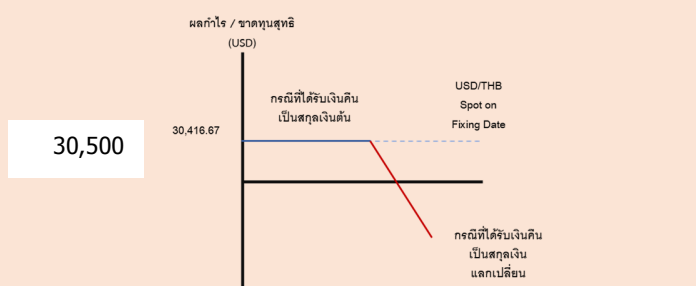 ผลกำไร / ขาดทุนสุทธิ
(USD)
กรณีที่ได้รับเงินคืน
เป็นสกุลเงินต้น
USD/THB
Spot on
Fixing Date
30,416.67
30,500
กรณีที่ได้รับเงินคืน
เป็นสกุลเงิน
แลกเปลี่ยน